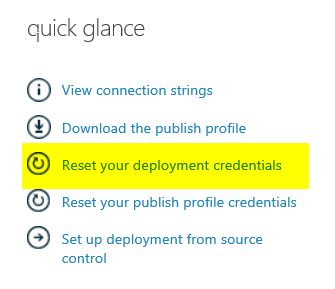 quick glance
View connection strings
Download the publish profile
Reset your deployment credentials
Reset your publish profile credentials
Set up deployment from source
control